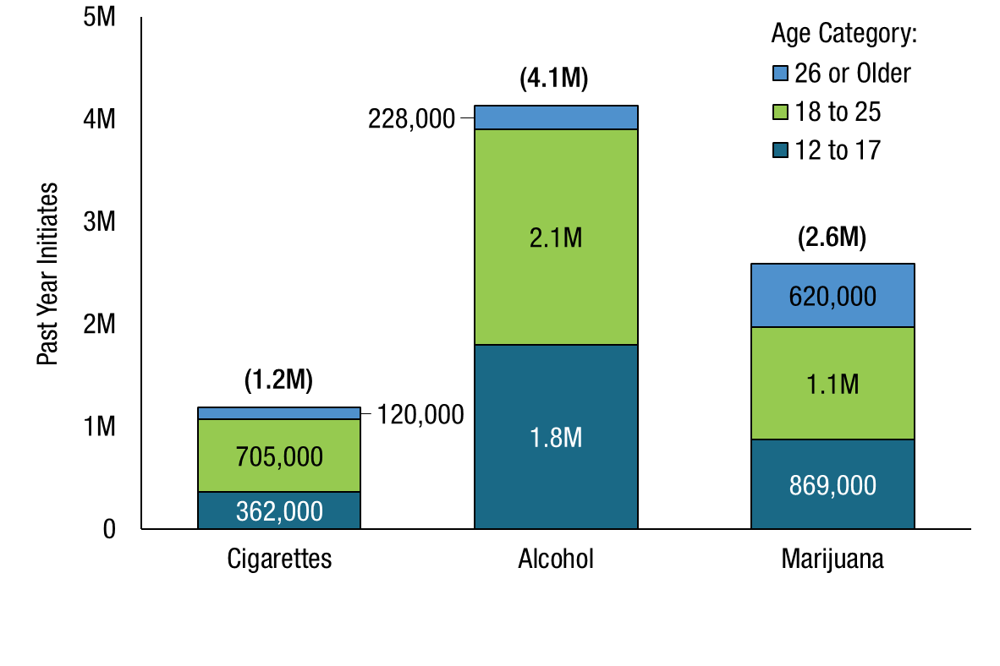 5M
4M
3M
2M
1M
0
Past Year Initiates
Age Category:
26 or Older
18 to 25
12 to 17
(1.2M)
120,000
705,000
362,000
(4.1M)
228,000
2.1M
1.8M
(2.6M)
620,000
1.1M
869,000
Cigarettes
Alcohol
Marijuana